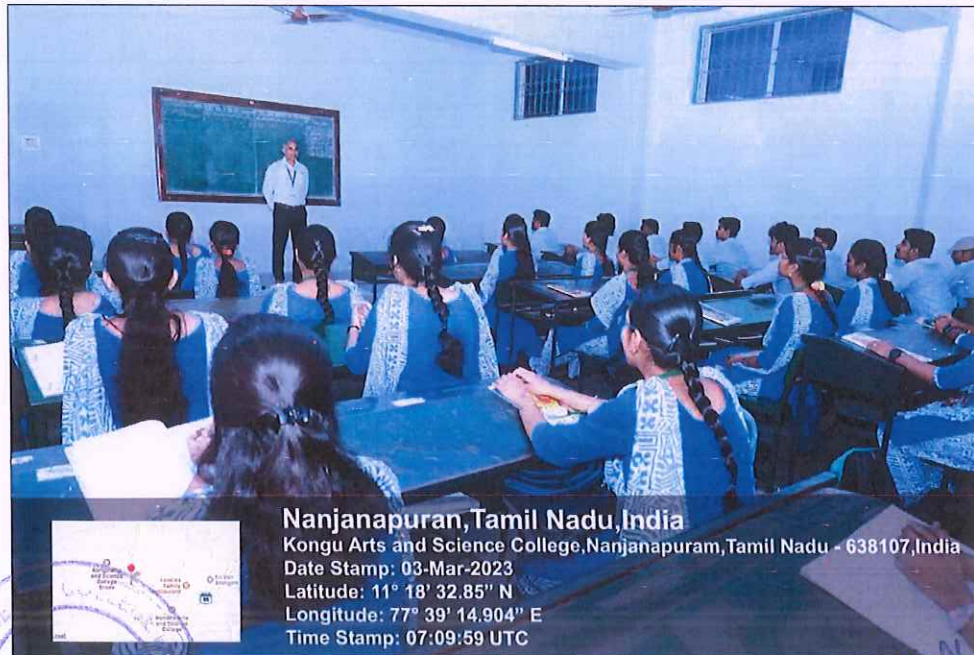 Nanjanapuran,Tamil Nadu,India
Kongu Arts and Science College,Nanjanapuram,Tamil Nadu - 638107,India
Date Stamp: 03-Mar-2023
Latitude: 11° 18' 32.85" N
Longitude: 77° 39' 14.904" E
Time Stamp: 07:09:59 UTC